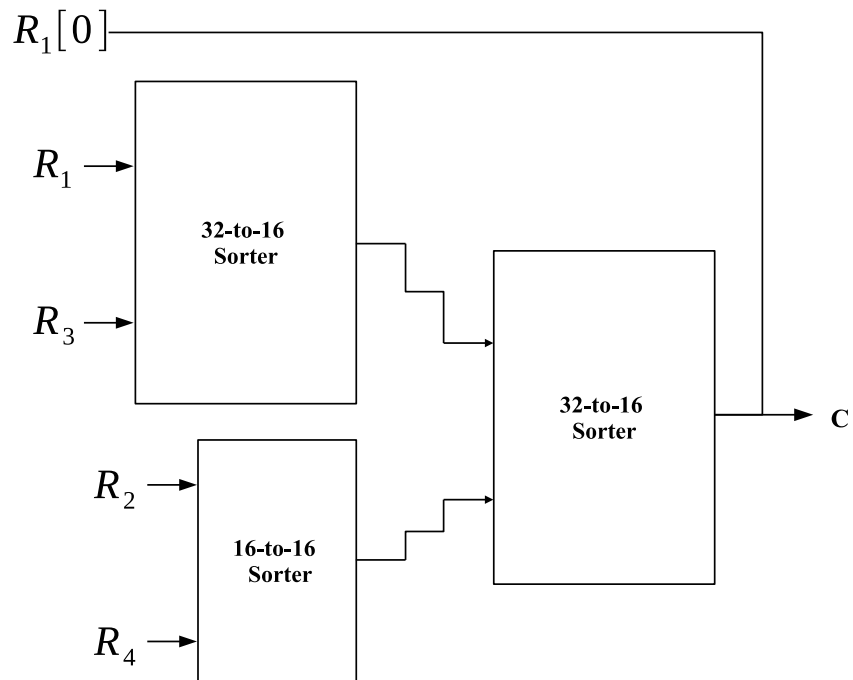 R₁[0]
R₁
32-to-16
Sorter
R₃
32-to-16
Sorter
C
R₂
16-to-16
Sorter
R₄